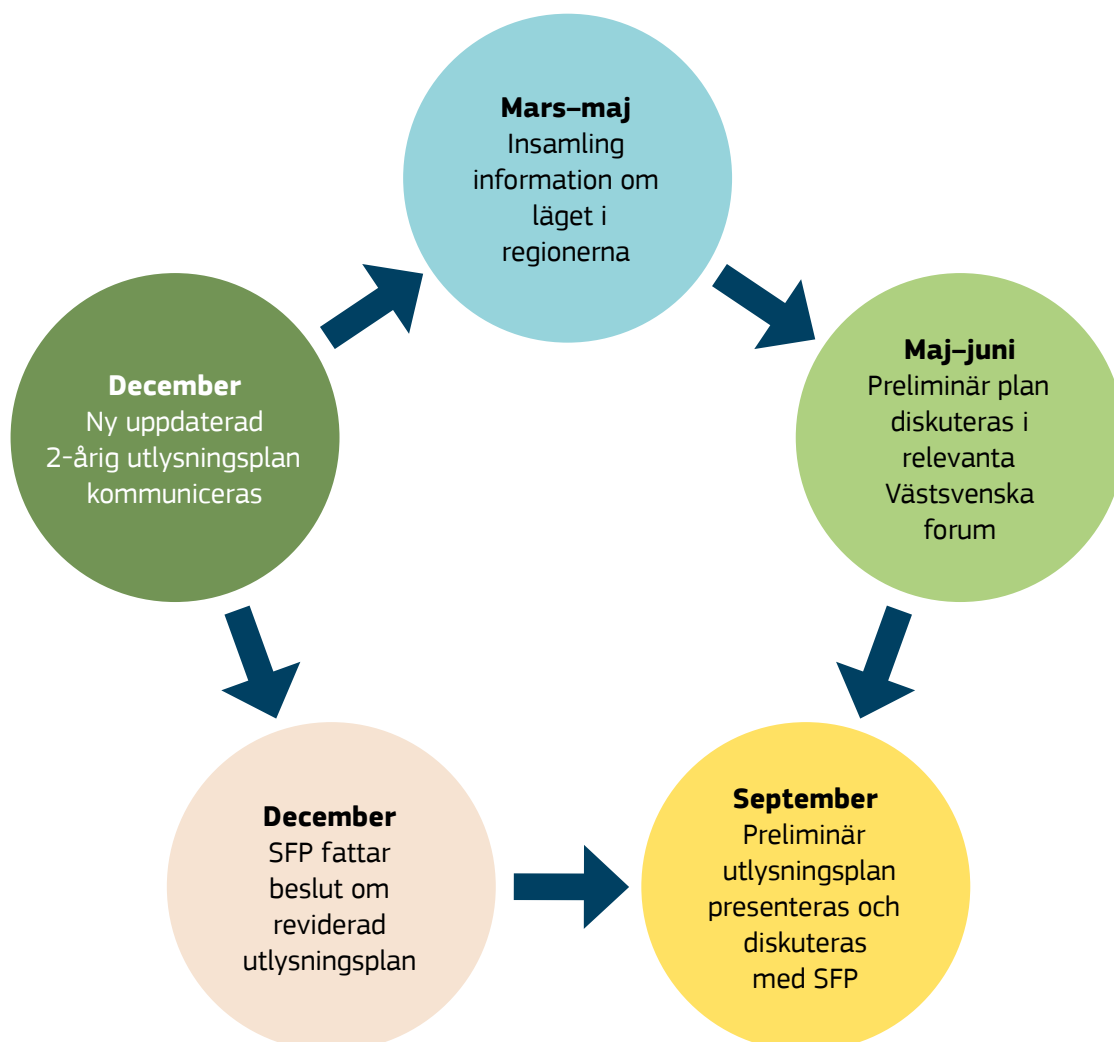 Mars–maj
Insamling
information om
läget i
regionerna
Maj–juni
Preliminär plan
diskuteras i
relevanta
Västsvenska
forum
September
Preliminär
utlysningsplan
presenteras och
diskuteras
med SFP
December
SFP fattar
beslut om
reviderad
utlysningsplan
December
Ny uppdaterad
2-årig utlysningsplan
kommuniceras